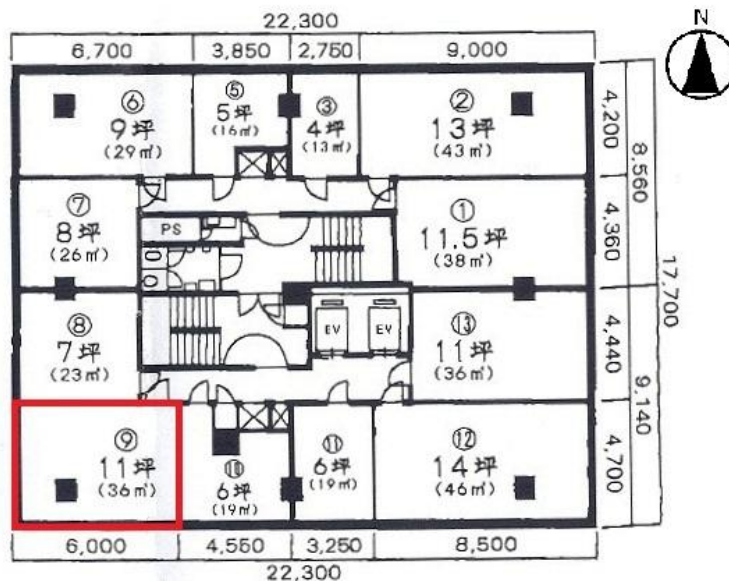 22,300
6,700 3,850 2,750 9,000
N
⑥
9坪
(29㎡)
⑤
5坪
(16㎡)
③
4坪
(13㎡)
②
13坪
(43㎡)
4,200
8,560
⑦
8坪
(26㎡)
PS
①
11.5坪
(38㎡)
4,360
17,700
⑧
7坪
(23㎡)
EV EV
⑬
11坪
(36㎡)
4,440
9,140
⑨
11坪
(36㎡)
⑩
6坪
(19㎡)
⑪
6坪
(19㎡)
⑫
14坪
(46㎡)
4,700
6,000 4,550 3,250 8,500
22,300